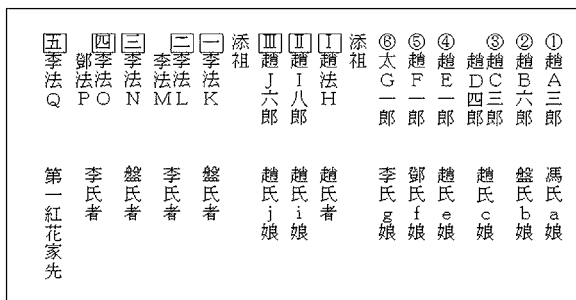 ①趙A三郎 馮氏a娘
②趙B六郎 盤氏b娘
③趙C三郎
趙D四郎 趙氏c娘
④趙E一郎 趙氏e娘
⑤趙F一郎 鄧氏f娘
⑥太G一郎 李氏g娘
添祖
Ⅰ趙法H 趙氏者
Ⅱ趙I八郎 趙氏i娘
Ⅲ趙J六郎 趙氏j娘
添祖
一李法K 盤氏者
二李法L
李法M 李氏者
三李法N 盤氏者
四李法O
鄧法P 李氏者
五李法Q 第一紅花家先